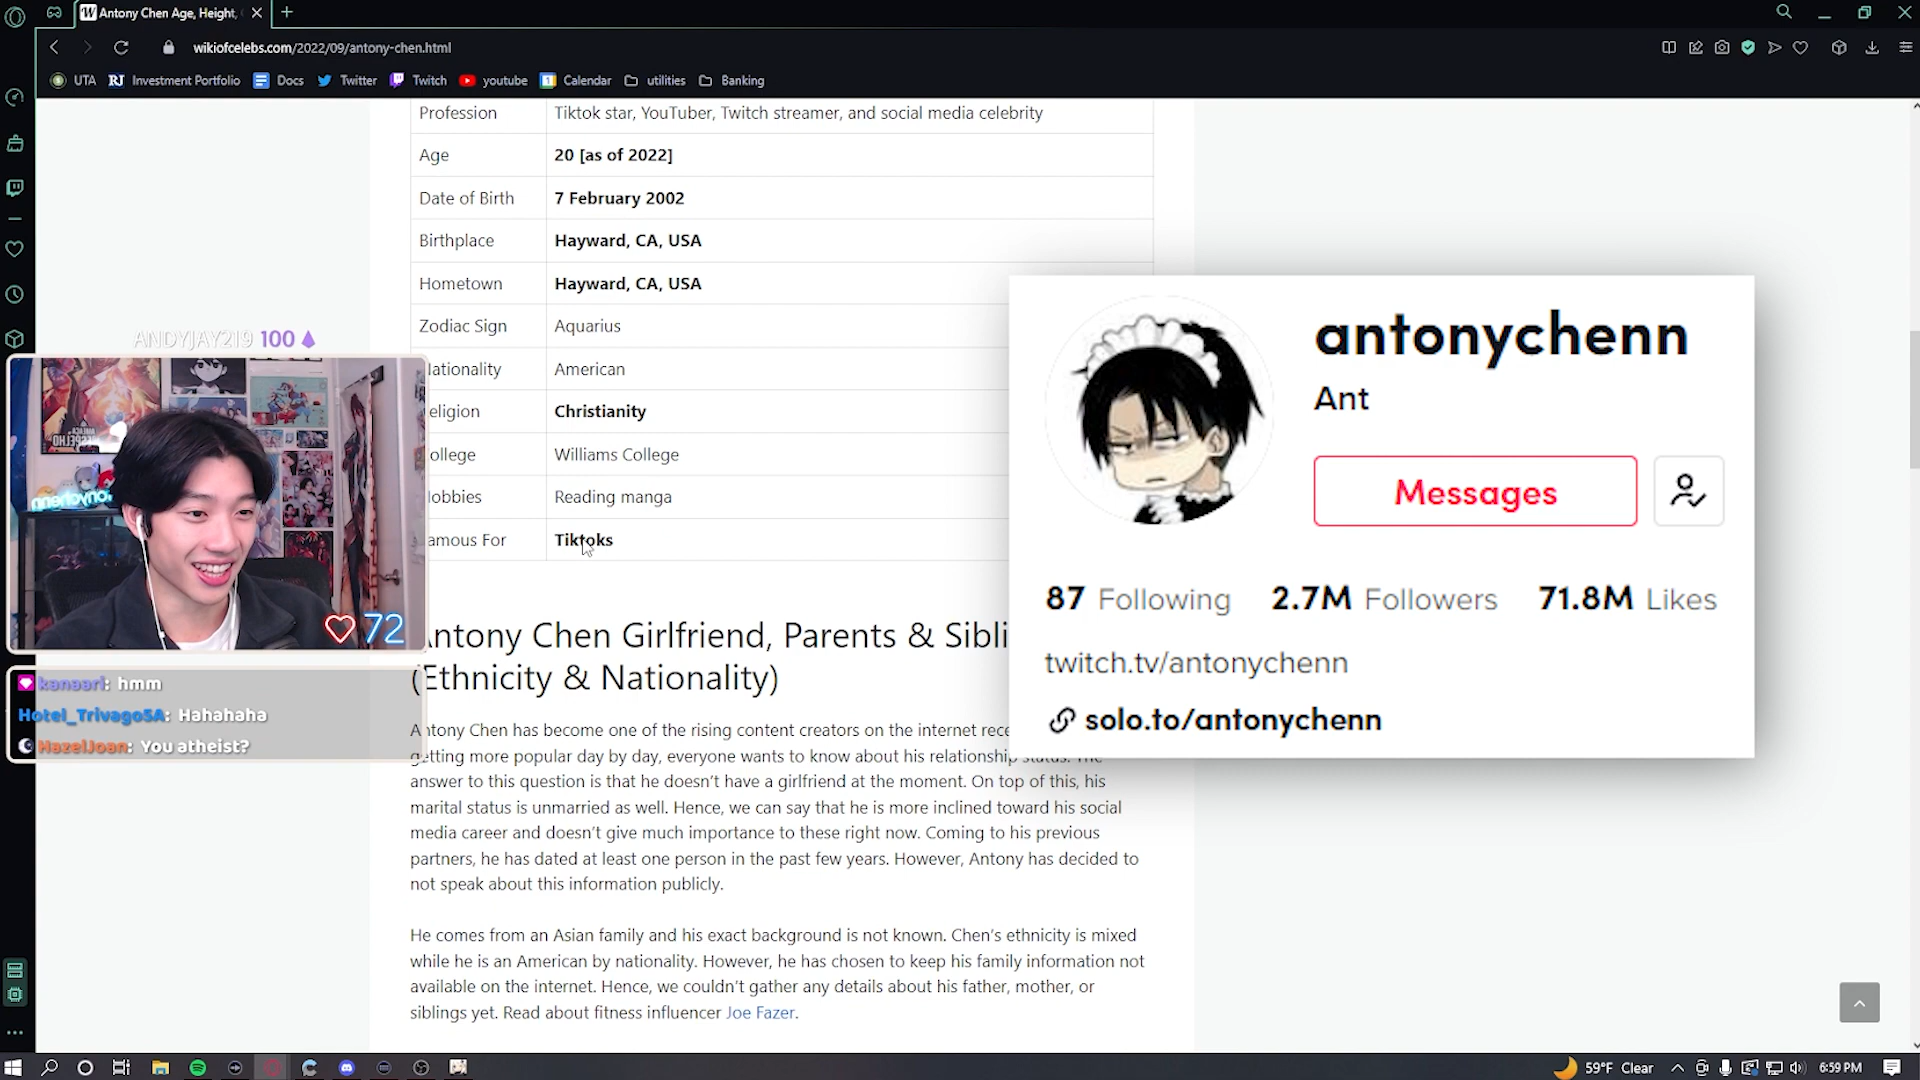 Antony Chen Age, Height,
wikiofcelebs.com/2022/09/antony-chen.html
UTA RJ Investment Portfolio Docs Twitter Twitch youtube Calendar utilities Banking
Profession Tiktok star, YouTuber, Twitch streamer, and social media celebrity
Age 20 [as of 2022]
Date of Birth 7 February 2002
Birthplace Hayward, CA, USA
Hometown Hayward, CA, USA
Zodiac Sign Aquarius
ationality American
eligion Christianity
ollege Williams College
obbies Reading manga
amous For Tiktoks
ANDYJAY219 100
72
kanaari: hmm
Hotel_Trivago5A: Hahahaha
HazelJoan: You atheist?
antonychenn
Ant
Messages
87 Following 2.7M Followers 71.8M Likes
twitch.tv/antonychenn
solo.to/antonychenn
Antony Chen Girlfriend, Parents & Sibli
(Ethnicity & Nationality)
Antony Chen has become one of the rising content creators on the internet rece
getting more popular day by day, everyone wants to know about his relationship status. The
answer to this question is that he doesn't have a girlfriend at the moment. On top of this, his
marital status is unmarried as well. Hence, we can say that he is more inclined toward his social
media career and doesn't give much importance to these right now. Coming to his previous
partners, he has dated at least one person in the past few years. However, Antony has decided to
not speak about this information publicly.
He comes from an Asian family and his exact background is not known. Chen's ethnicity is mixed
while he is an American by nationality. However, he has chosen to keep his family information not
available on the internet. Hence, we couldn't gather any details about his father, mother, or
siblings yet. Read about fitness influencer Joe Fazer.
59°F Clear 6:59 PM